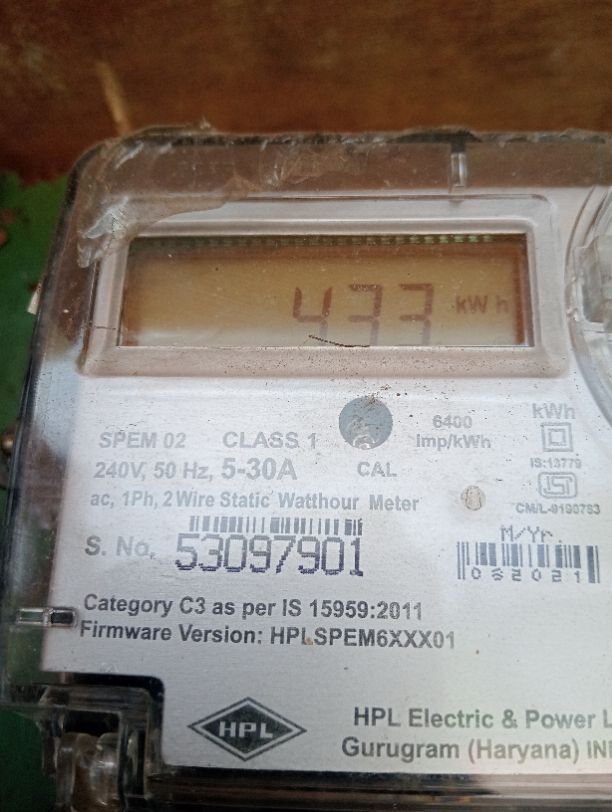 433 kWh
SPEM 02 CLASS 1 6400 imp/kWh kWh
240V, 50 Hz, 5-30A CAL IS:13779
ac, 1Ph, 2 Wire Static Watthour Meter
CM/L-9190783
S. No. 53097901 M/Yr.
062021
Category C3 as per IS 15959:2011
Firmware Version: HPLSPEM6XXX01
HPL HPL Electric & Power L
Gurugram (Haryana) IN